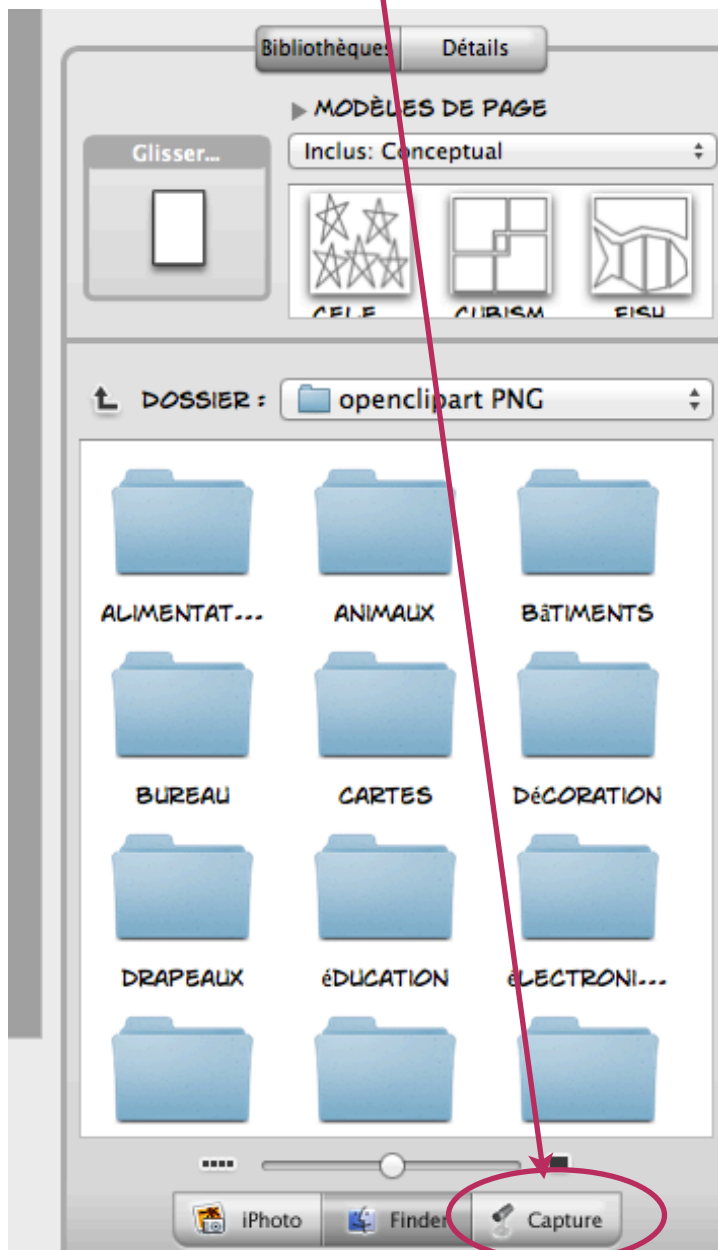 Bibliothèques Détails
MODÈLES DE PAGE
Glisser...
Inclus: Conceptual
CELE CUBISM FISH
DOSSIER : openclipart PNG
ALIMENTAT... ANIMAUX BâTIMENTS
BUREAU CARTES DéCORATION
DRAPEAUX éDUCATION éLECTRONI...
iPhoto Finder Capture